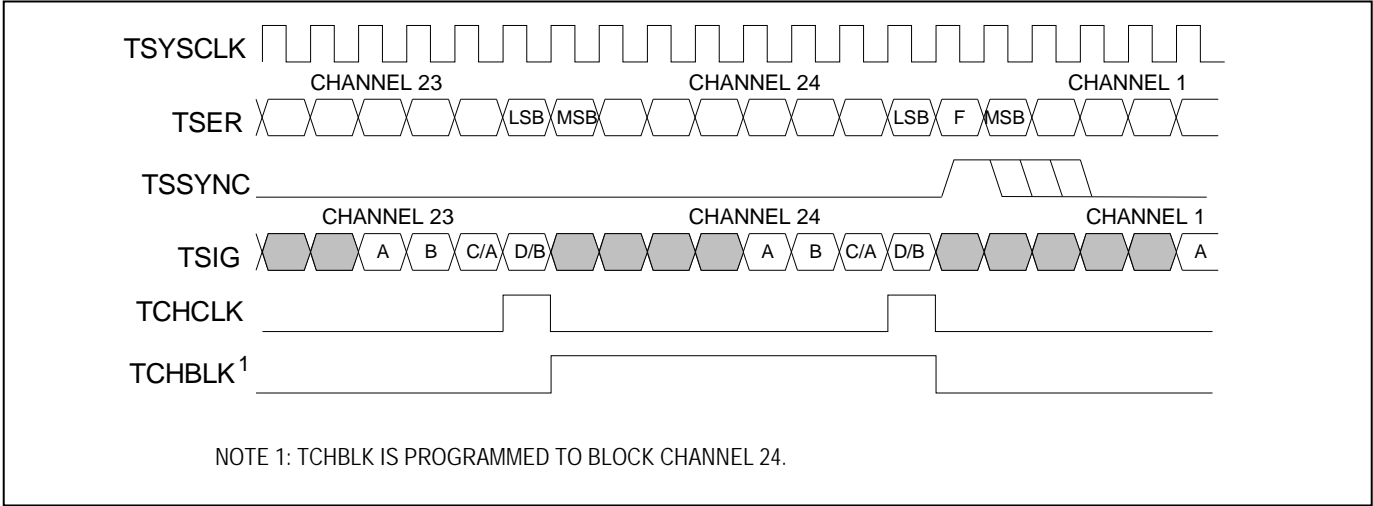 TSYSCLK
CHANNEL 23 CHANNEL 24 CHANNEL 1
TSER LSB MSB LSB F MSB
TSSYNC
CHANNEL 23 CHANNEL 24 CHANNEL 1
TSIG A B C/A D/B A B C/A D/B A
TCHCLK
TCHBLK1
NOTE 1: TCHBLK IS PROGRAMMED TO BLOCK CHANNEL 24.